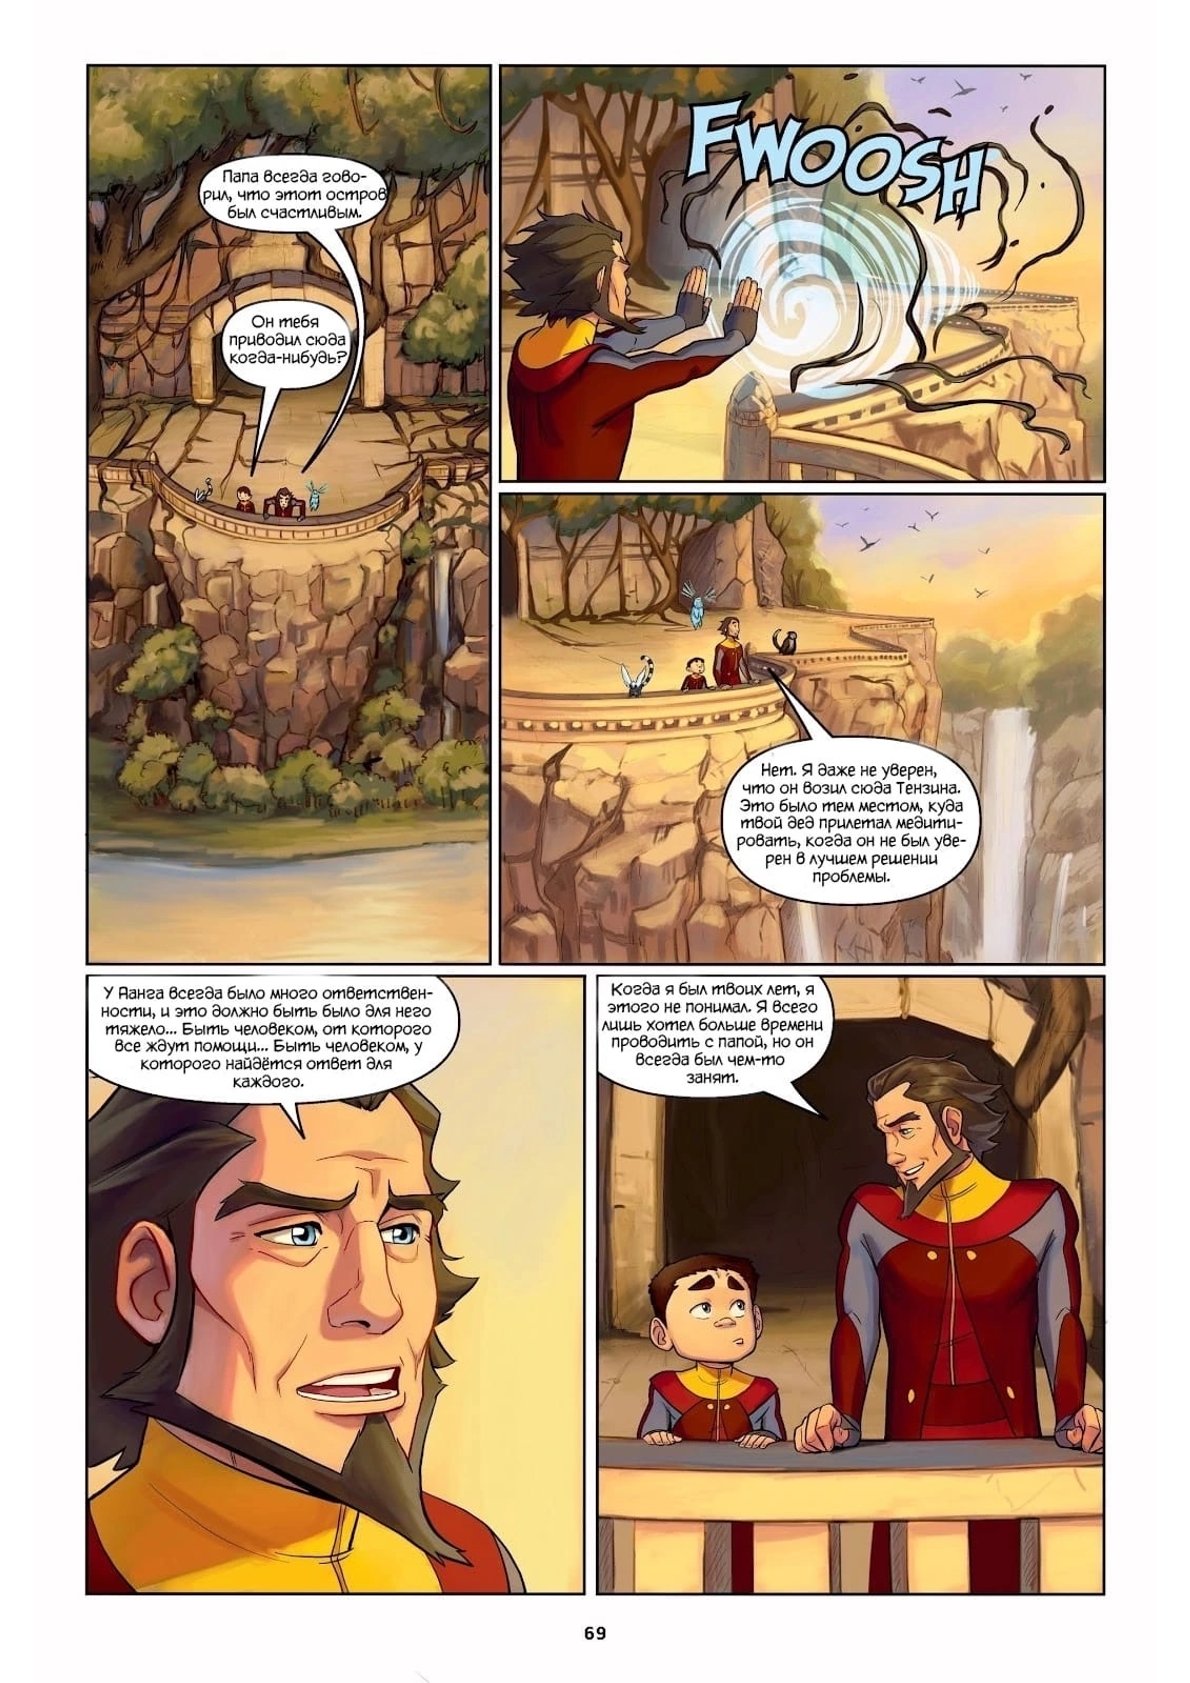 Папа всегда гово-
рил, что этот остров
был счастливым.
Он тебя
приводил сюда
когда-нибудь?
FWOOSH
Нет. Я даже не уверен,
что он возил сюда Тензина.
Это было тем местом, куда
твой дед прилетал медити-
ровать, когда он не был уве-
рен в лучшем решении
проблемы.
У Аанга всегда было много ответствен-
ности, и это должно быть было для него
тяжело... Быть человеком, от которого
все ждут помощи... Быть человеком, у
которого найдётся ответ для
каждого.
Когда я был твоих лет, я
этого не понимал. Я всего
лишь хотел больше времени
проводить с папой, но он
всегда был чем-то
занят.
69